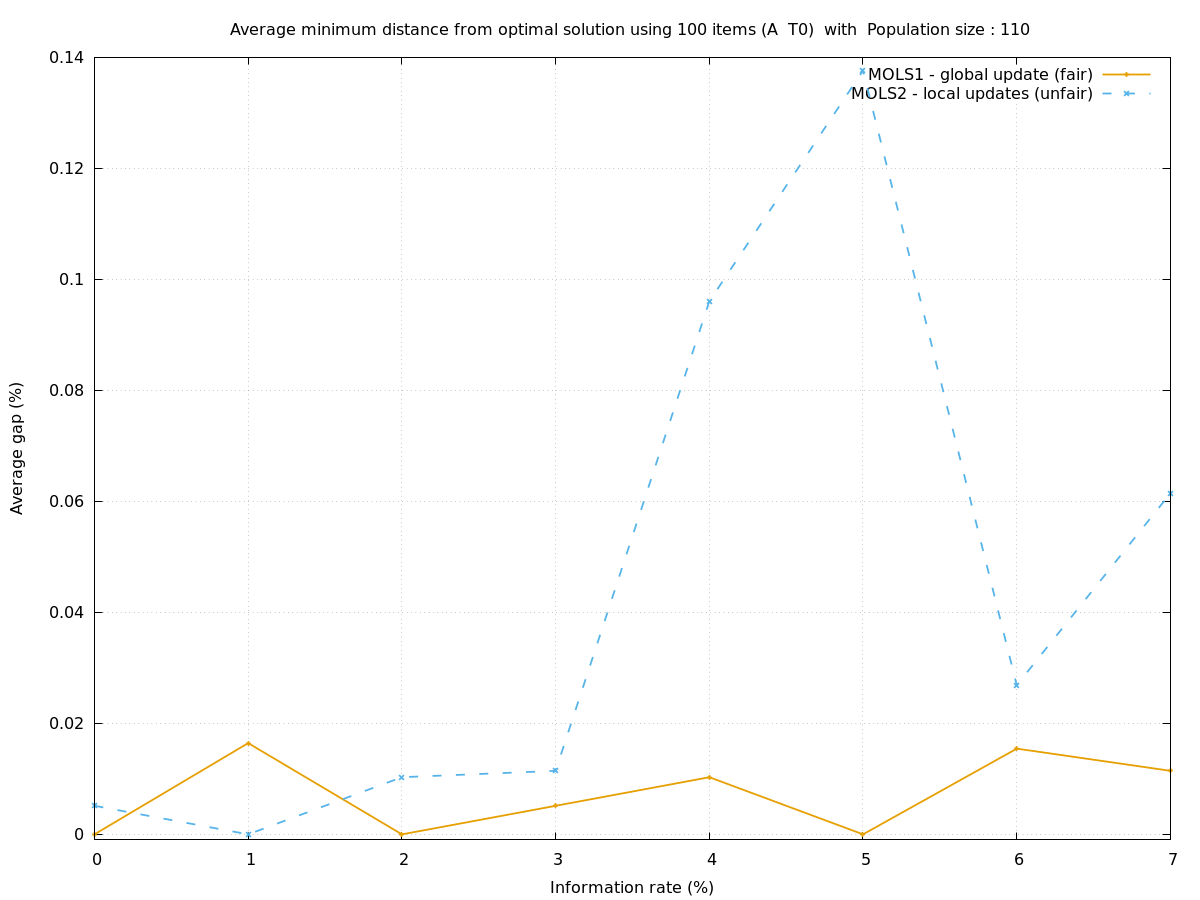 Average minimum distance from optimal solution using 100 items (A  T0)  with  Population size : 110
MOLS1 - global update (fair)
MOLS2 - local updates (unfair)
0.14
0.12
0.1
0.08
0.06
0.04
0.02
0
Average gap (%)
0 1 2 3 4 5 6 7
Information rate (%)